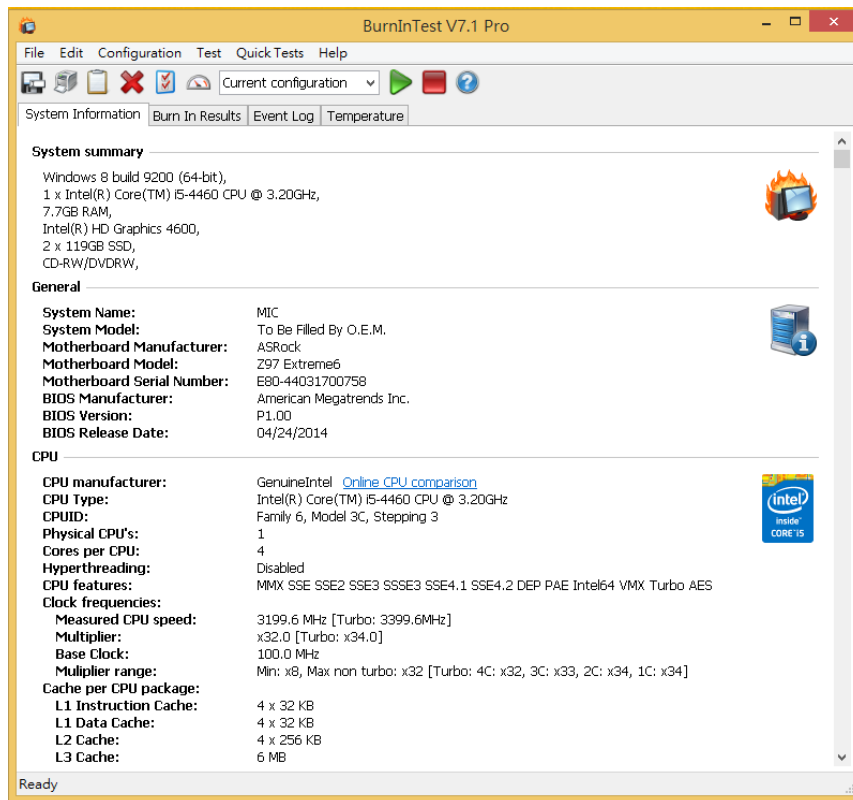 BurnInTest V7.1 Pro
File Edit Configuration Test Quick Tests Help
Current configuration
System Information Burn In Results Event Log Temperature
System summary
Windows 8 build 9200 (64-bit),
1 x Intel(R) Core(TM) i5-4460 CPU @ 3.20GHz,
7.7GB RAM,
Intel(R) HD Graphics 4600,
2 x 119GB SSD,
CD-RW/DVDRW,
General
System Name: MIC
System Model: To Be Filled By O.E.M.
Motherboard Manufacturer: ASRock
Motherboard Model: Z97 Extreme6
Motherboard Serial Number: E80-44031700758
BIOS Manufacturer: American Megatrends Inc.
BIOS Version: P1.00
BIOS Release Date: 04/24/2014
CPU
CPU manufacturer: GenuineIntel Online CPU comparison
CPU Type: Intel(R) Core(TM) i5-4460 CPU @ 3.20GHz
CPUID: Family 6, Model 3C, Stepping 3
Physical CPU's: 1
Cores per CPU: 4
Hyperthreading: Disabled
CPU features: MMX SSE SSE2 SSE3 SSSE3 SSE4.1 SSE4.2 DEP PAE Intel64 VMX Turbo AES
Clock frequencies:
Measured CPU speed: 3199.6 MHz [Turbo: 3399.6MHz]
Multiplier: x32.0 [Turbo: x34.0]
Base Clock: 100.0 MHz
Muliplier range: Min: x8, Max non turbo: x32 [Turbo: 4C: x32, 3C: x33, 2C: x34, 1C: x34]
Cache per CPU package:
L1 Instruction Cache: 4 x 32 KB
L1 Data Cache: 4 x 32 KB
L2 Cache: 4 x 256 KB
L3 Cache: 6 MB
intel
inside™
CORE™i5
Ready